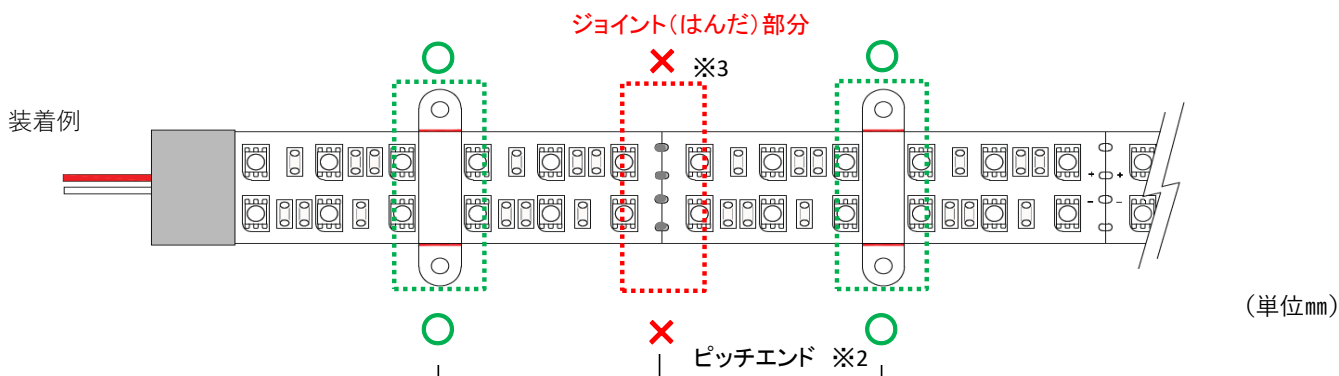 ジョイント(はんだ)部分
○ × ※3 ○
装着例
+ +
- -
(単位㎜)
○ × ○
ピッチエンド ※2